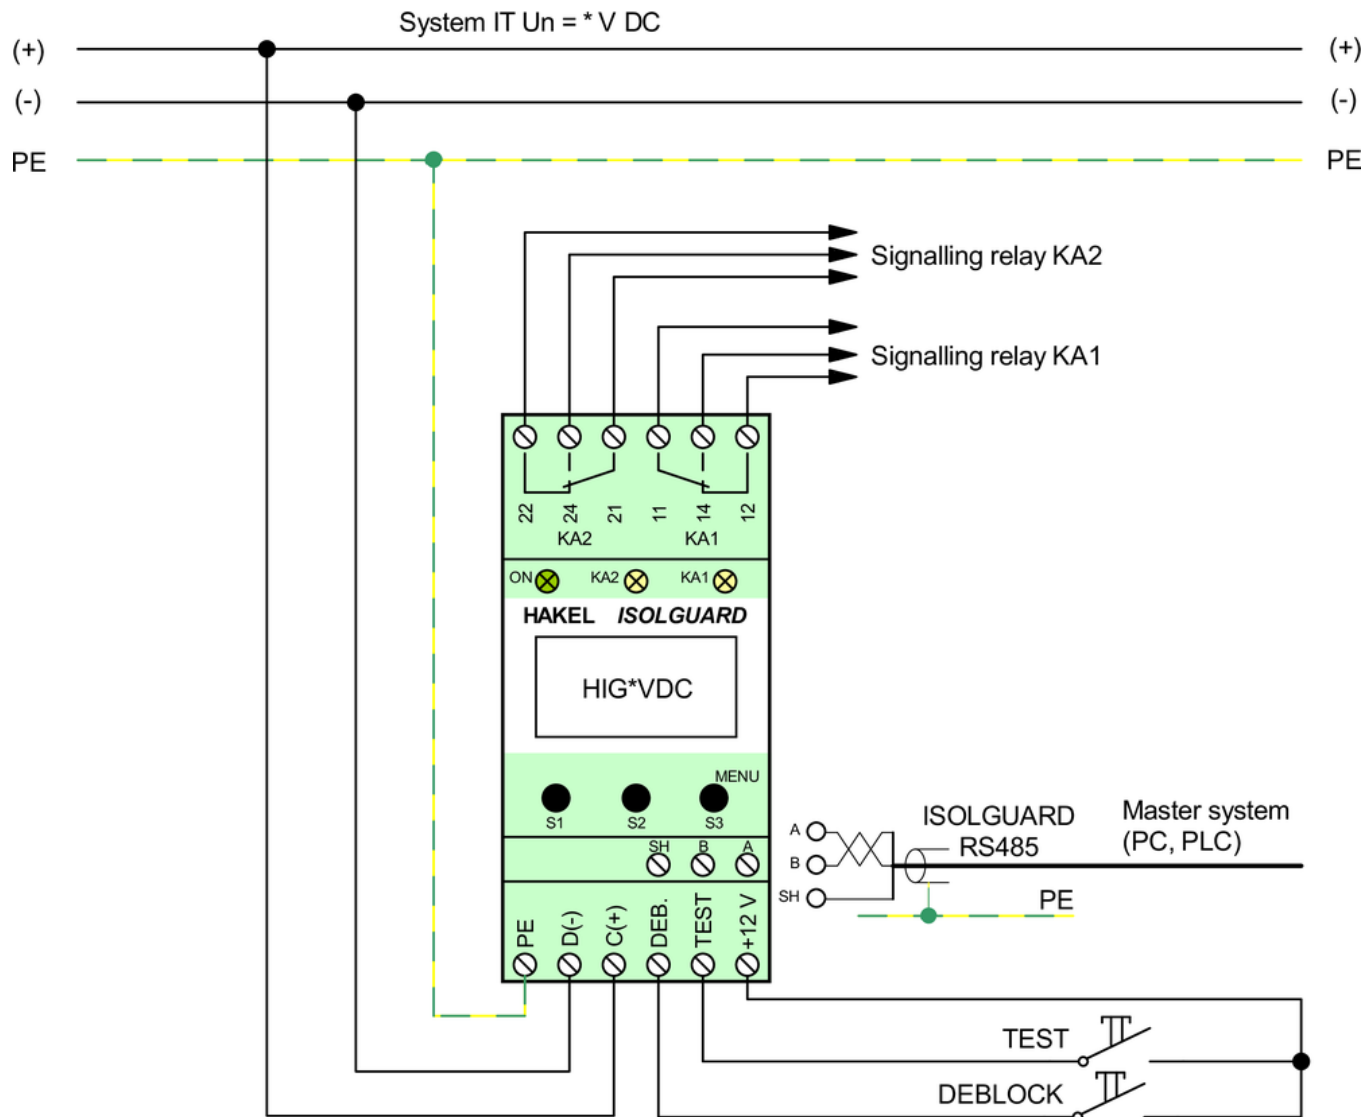 System IT Un = * V DC
(+) (+)
(-) (-)
PE PE
Signalling relay KA2
Signalling relay KA1
22 24 21 11 14 12
KA2 KA1
ON KA2 KA1
HAKEL ISOLGUARD
HIG*VDC
MENU
S1 S2 S3
SH B A
PE D(-) C(+) DEB. TEST +12 V
A
B
SH
ISOLGUARD
RS485
Master system
(PC, PLC)
PE
TEST
DEBLOCK